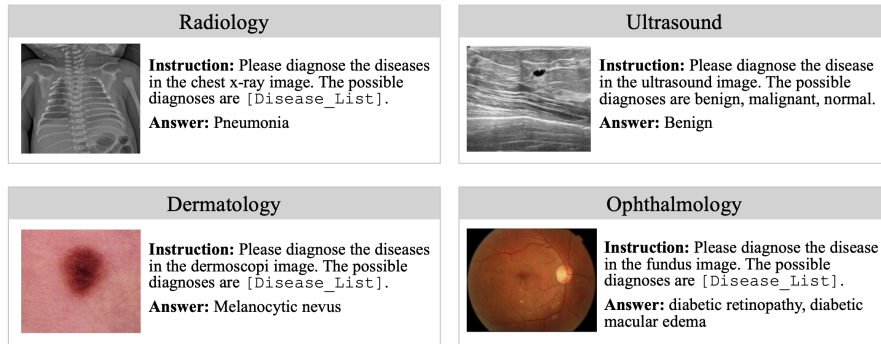 Radiology
Instruction: Please diagnose the diseases
in the chest x-ray image. The possible
diagnoses are [Disease_List].
Answer: Pneumonia
Ultrasound
Instruction: Please diagnose the disease
in the ultrasound image. The possible
diagnoses are benign, malignant, normal.
Answer: Benign
Dermatology
Instruction: Please diagnose the diseases
in the dermoscopi image. The possible
diagnoses are [Disease_List].
Answer: Melanocytic nevus
Ophthalmology
Instruction: Please diagnose the disease
in the fundus image. The possible
diagnoses are [Disease_List].
Answer: diabetic retinopathy, diabetic
macular edema